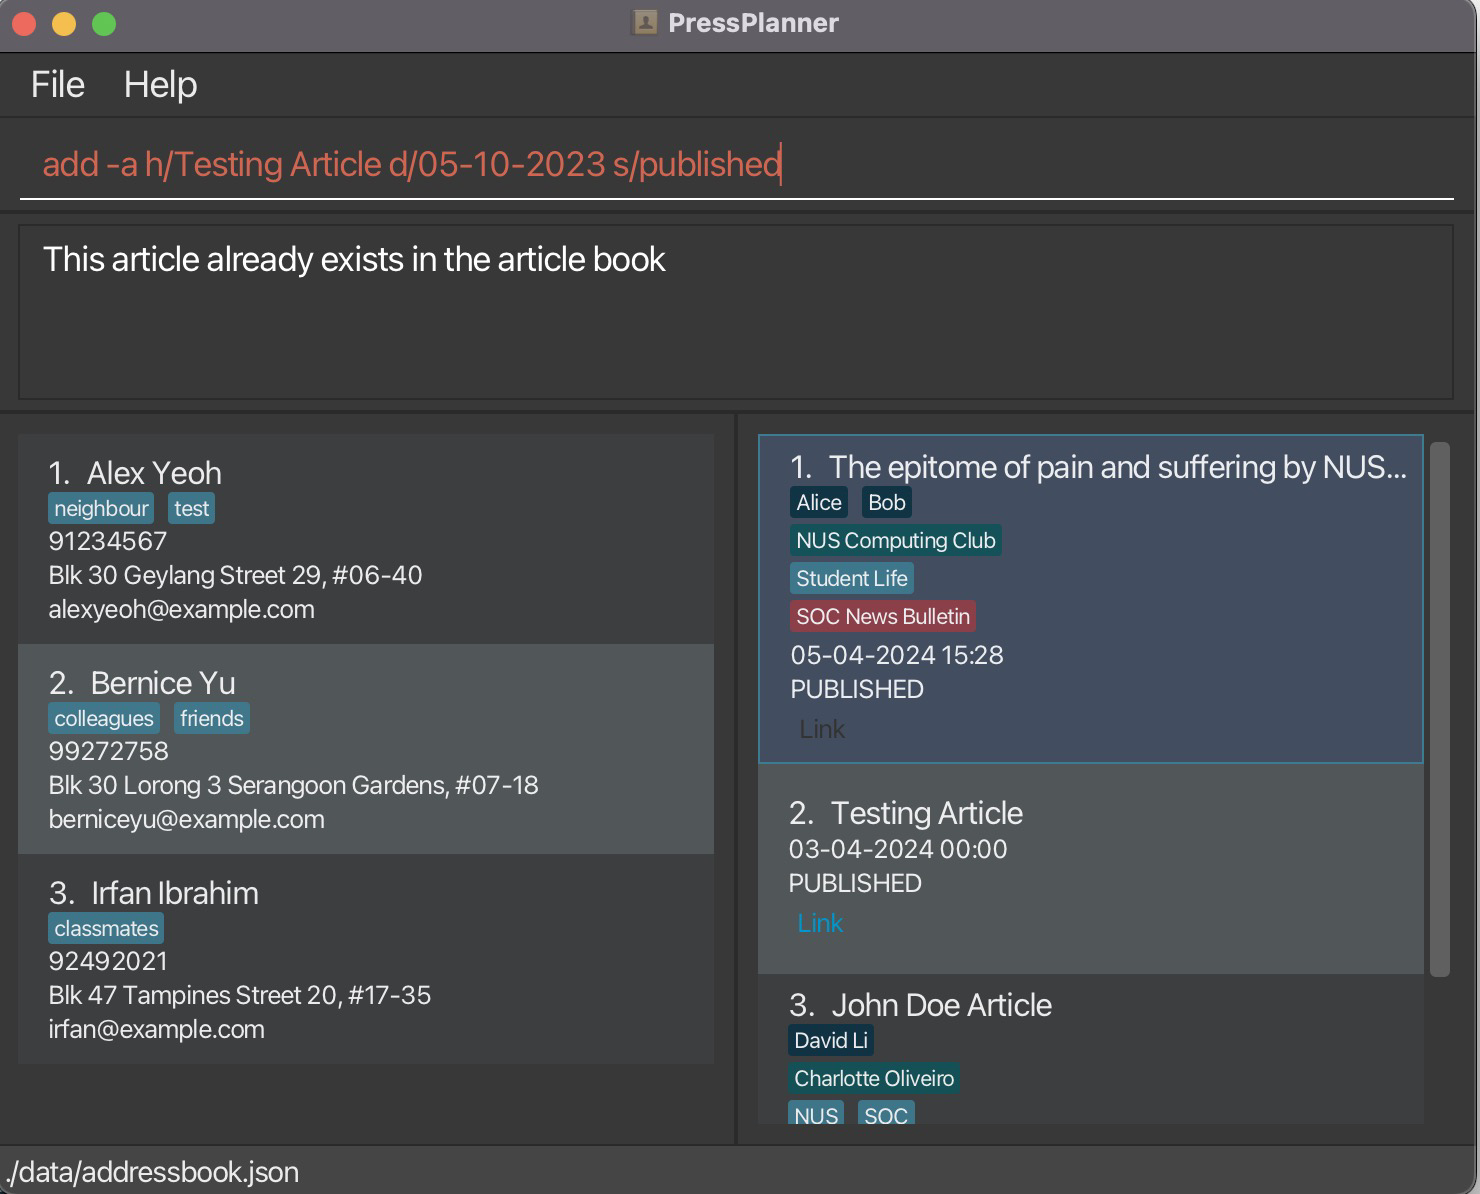 PressPlanner
File Help
add -a h/Testing Article d/05-10-2023 s/published
This article already exists in the article book
1. Alex Yeoh
neighbour test
91234567
Blk 30 Geylang Street 29, #06-40
alexyeoh@example.com
2. Bernice Yu
colleagues friends
99272758
Blk 30 Lorong 3 Serangoon Gardens, #07-18
berniceyu@example.com
3. Irfan Ibrahim
classmates
92492021
Blk 47 Tampines Street 20, #17-35
irfan@example.com
1. The epitome of pain and suffering by NUS...
Alice Bob
NUS Computing Club
Student Life
SOC News Bulletin
05-04-2024 15:28
PUBLISHED
Link
2. Testing Article
03-04-2024 00:00
PUBLISHED
Link
3. John Doe Article
David Li
Charlotte Oliveiro
NUS SOC
./data/addressbook.json